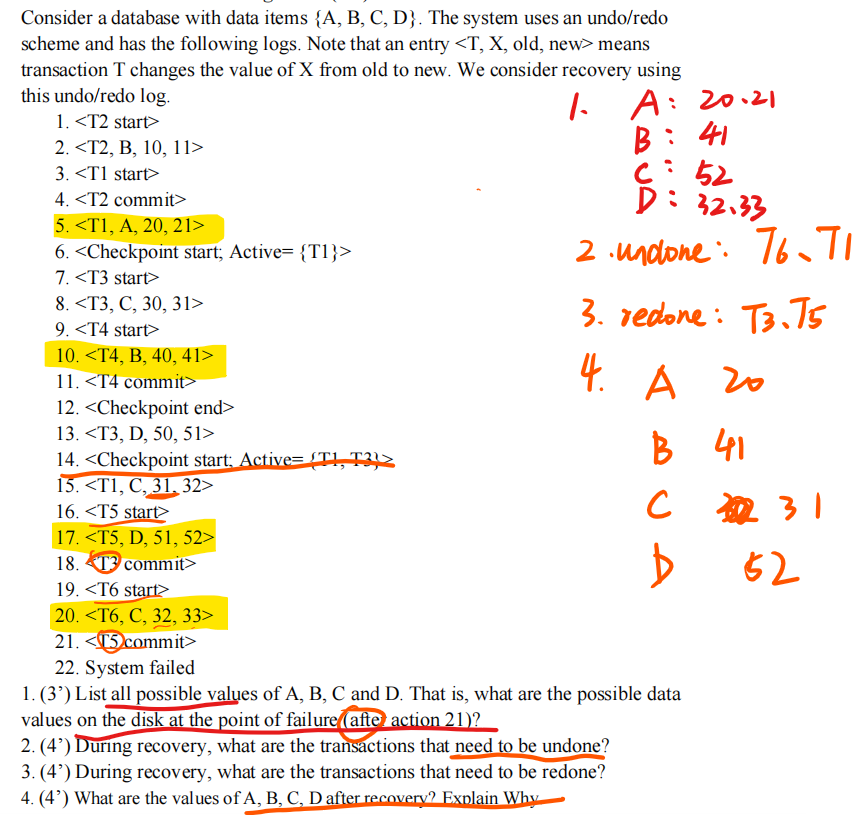 Consider a database with data items {A, B, C, D}. The system uses an undo/redo
scheme and has the following logs. Note that an entry <T, X, old, new> means
transaction T changes the value of X from old to new. We consider recovery using
this undo/redo log.
1. <T2 start>
2. <T2, B, 10, 11>
3. <T1 start>
4. <T2 commit>
5. <T1, A, 20, 21>
6. <Checkpoint start; Active= {T1}>
7. <T3 start>
8. <T3, C, 30, 31>
9. <T4 start>
10. <T4, B, 40, 41>
11. <T4 commit>
12. <Checkpoint end>
13. <T3, D, 50, 51>
14. <Checkpoint start; Active= {T1, T3}>
15. <T1, C, 31, 32>
16. <T5 start>
17. <T5, D, 51, 52>
18. <T3 commit>
19. <T6 start>
20. <T6, C, 32, 33>
21. <T5 commit>
22. System failed
1. (3’) List all possible values of A, B, C and D. That is, what are the possible data
values on the disk at the point of failure (after action 21)?
2. (4’) During recovery, what are the transactions that need to be undone?
3. (4’) During recovery, what are the transactions that need to be redone?
4. (4’) What are the values of A, B, C, D after recovery? Explain Why
1. A: 20、21
B: 41
C: 52
D: 32、33
2. undone: T6、T1
3. redone: T3、T5
4. A 20
B 41
C 31
D 52